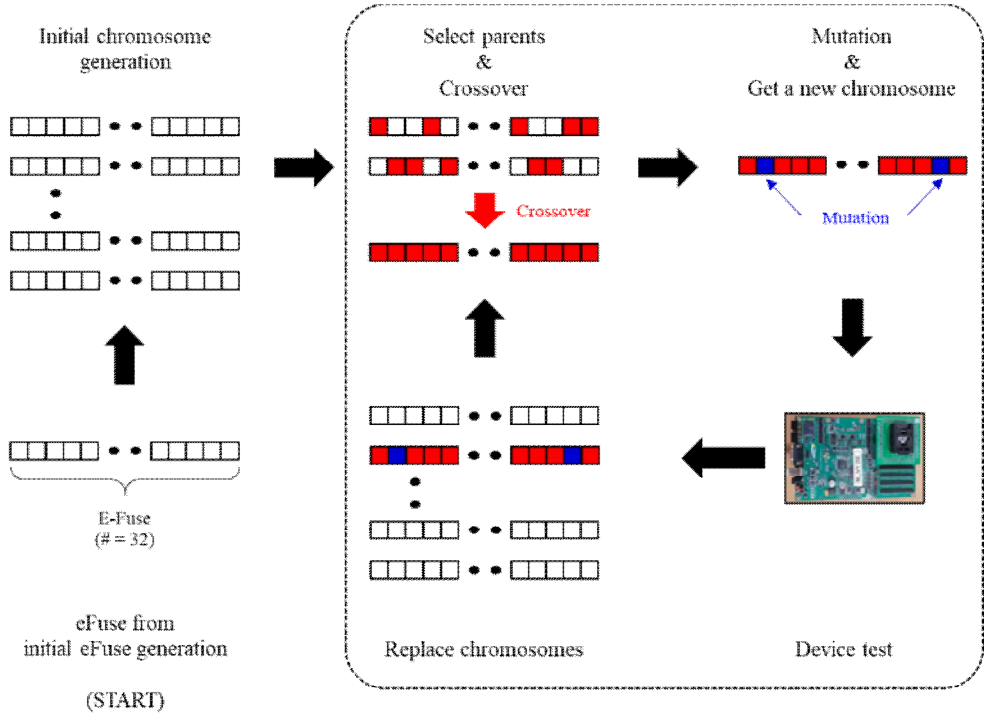 Initial chromosome
generation
Select parents
&
Crossover
Mutation
&
Get a new chromosome
Crossover
Mutation
E-Fuse
(# = 32)
eFuse from
initial eFuse generation
(START)
Replace chromosomes
Device test